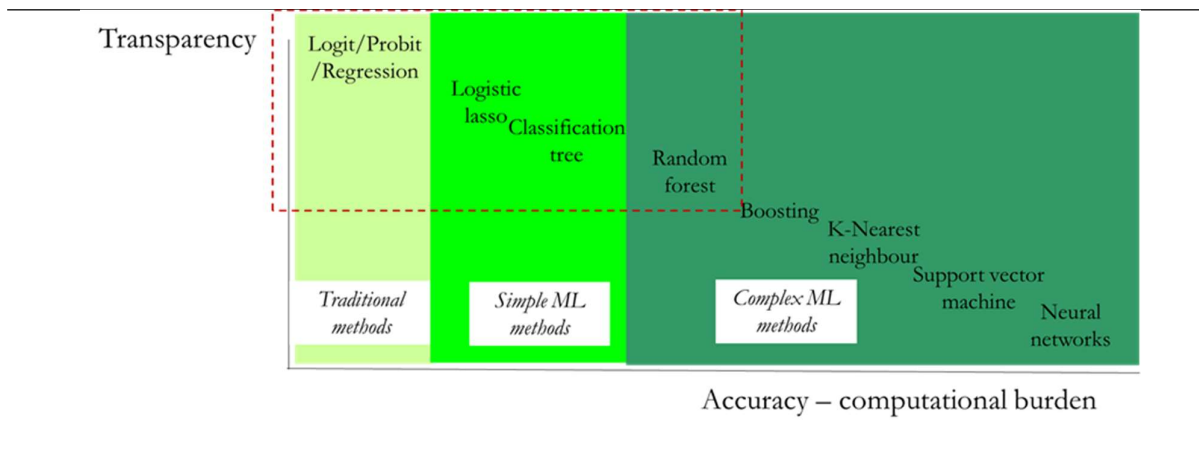 Transparency
Logit/Probit
/Regression
Logistic
lasso
Classification
tree
Random
forest
Boosting
K-Nearest
neighbour
Support vector
machine
Neural
networks
Traditional
methods
Simple ML
methods
Complex ML
methods
Accuracy – computational burden